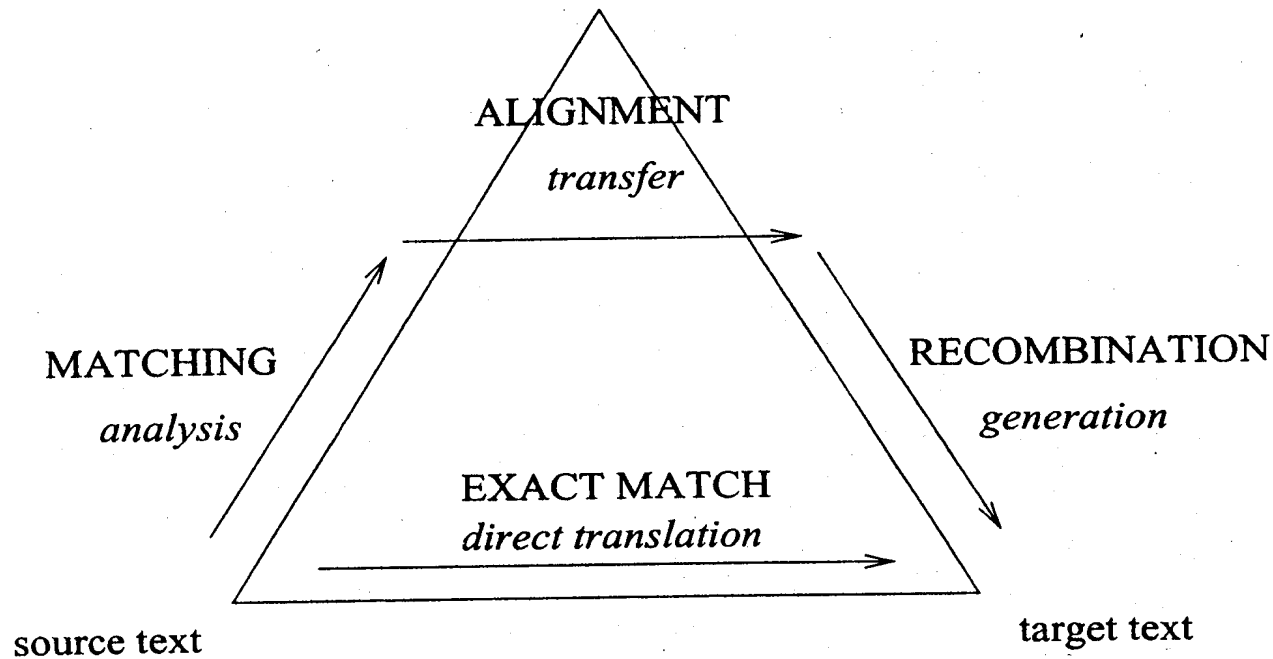 ALIGNMENT
transfer
MATCHING
analysis
RECOMBINATION
generation
EXACT MATCH
direct translation
source text
target text